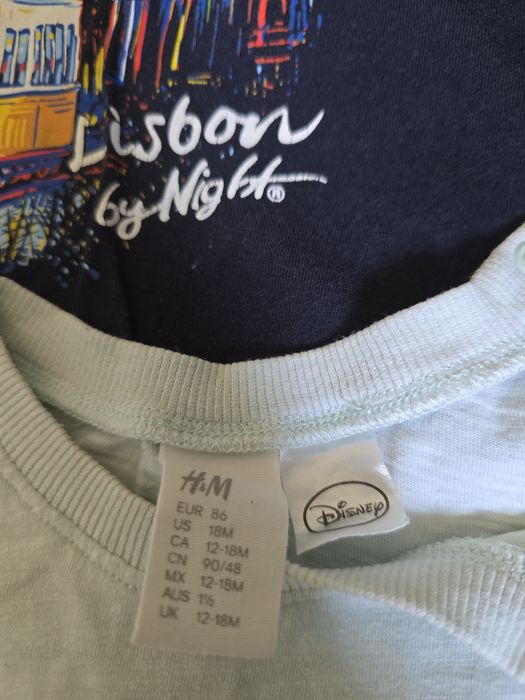 Lisbon
by Night®
H&M
EUR 86
US 18M
CA 12-18M
CN 90/48
MX 12-18M
AUS 1½
UK 12-18M
Disney